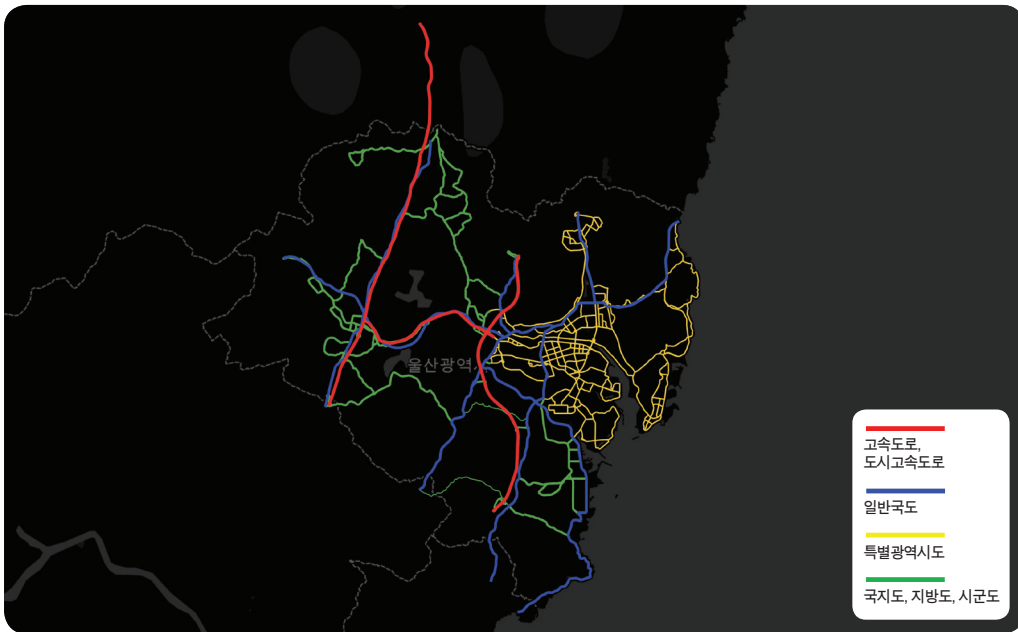 울산광역시
고속도로,
도시고속도로
일반국도
특별광역시도
국지도, 지방도, 시군도